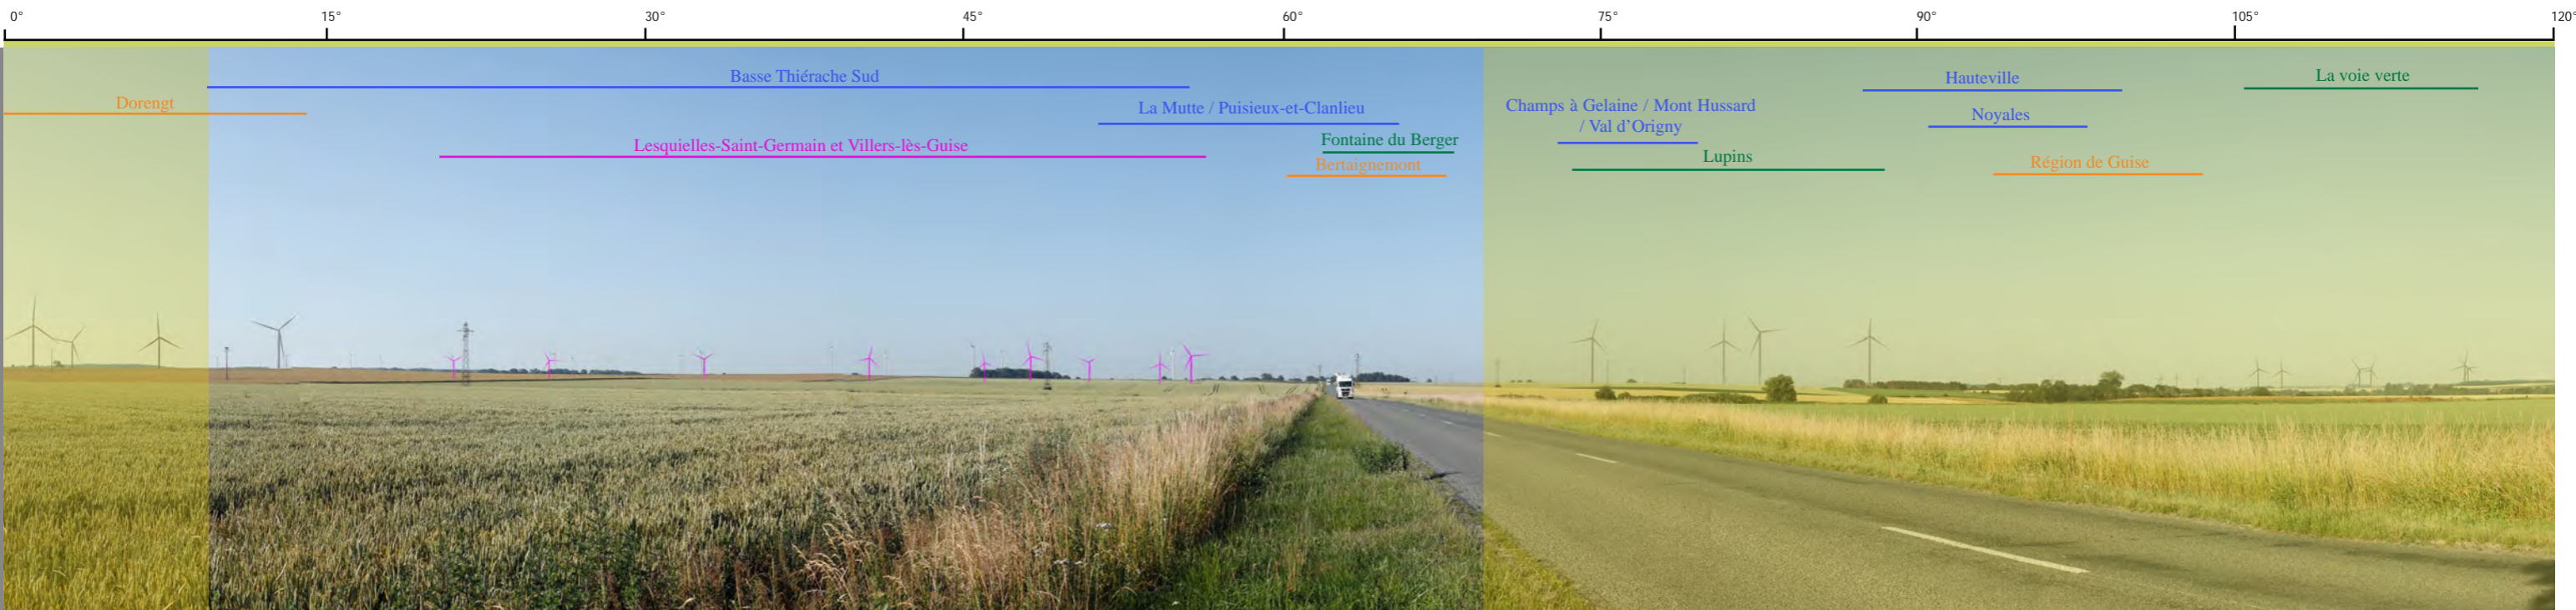 0° 15° 30° 45° 60° 75° 90° 105° 120°
Basse Thiérache Sud
Hauteville
La voie verte
Dorengt
La Mutte / Puisieux-et-Clanlieu
Champs à Gelaine / Mont Hussard
/ Val d'Origny
Noyales
Lesquielles-Saint-Germain et Villers-lès-Guise
Fontaine du Berger
Bertaignemont
Lupins
Région de Guise